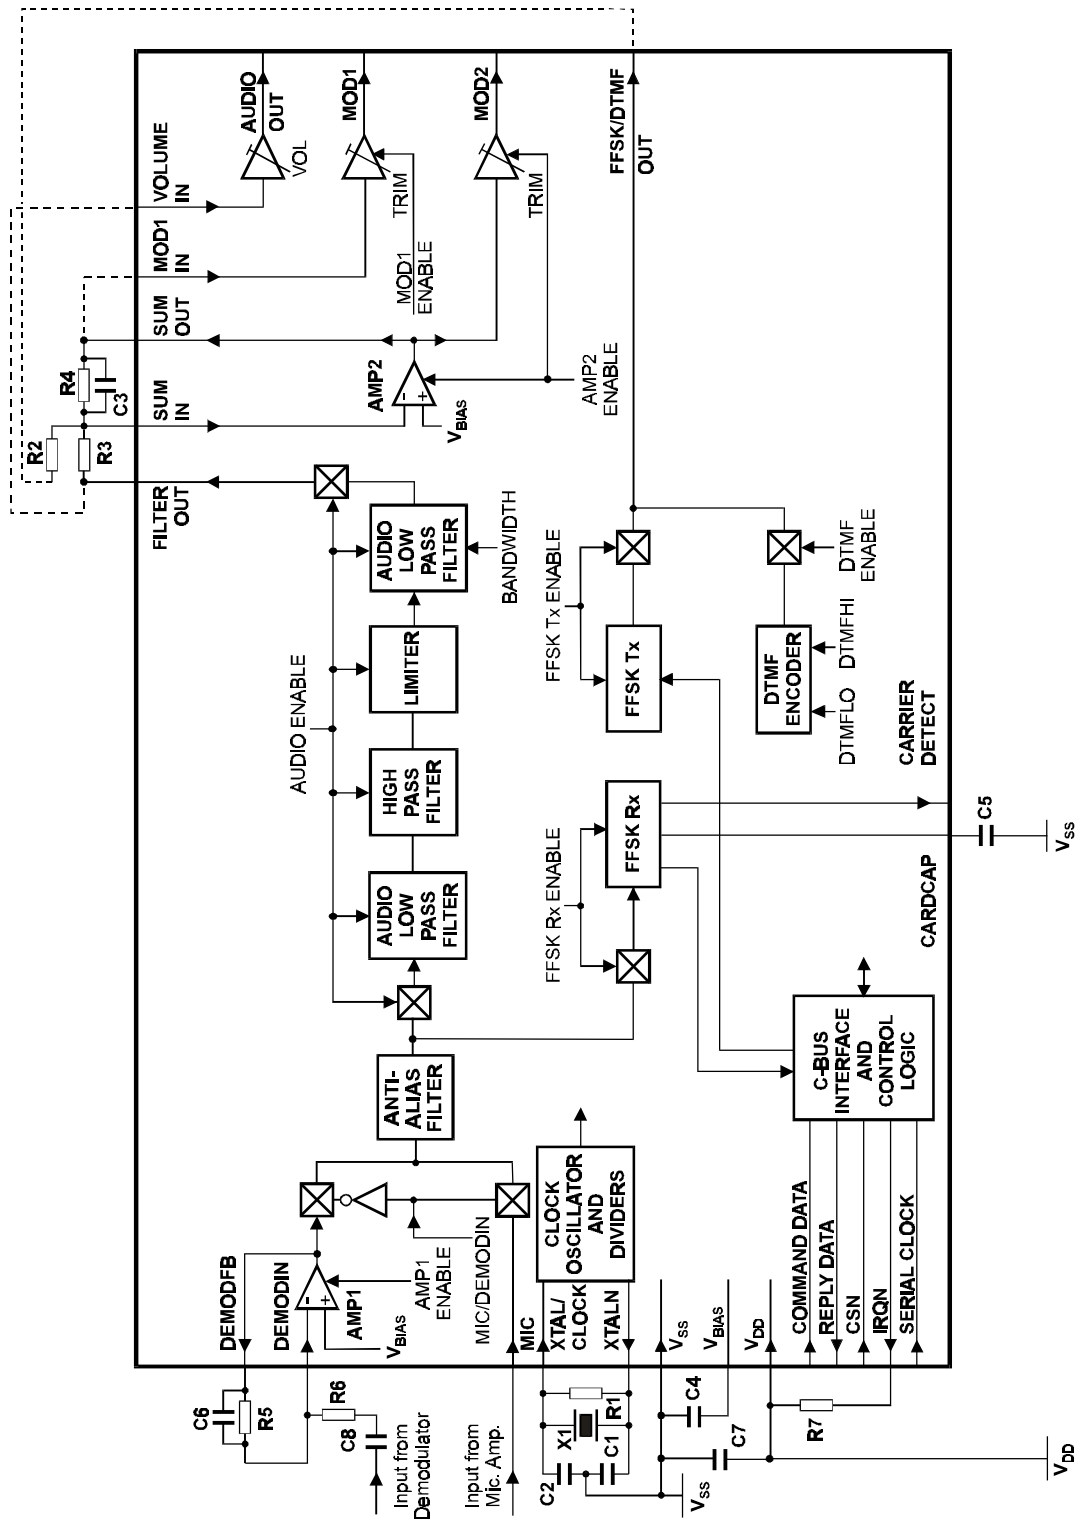 VOLUME
IN
MOD1
IN
SUM
OUT
SUM
IN
FILTER
OUT
R4
C3
R2
R3
AUDIO
OUT
MOD1
MOD2
FFSK/DTMF
OUT
VOL
TRIM
TRIM
MOD1
ENABLE
AMP2
VBIAS
AMP2
ENABLE
AUDIO ENABLE
AUDIO
LOW
PASS
FILTER
HIGH
PASS
FILTER
LIMITER
AUDIO
LOW
PASS
FILTER
BANDWIDTH
FFSK Tx ENABLE
FFSK Tx
DTMF
ENABLE
DTMF
ENCODER
DTMFLO
DTMFHI
FFSK Rx ENABLE
FFSK Rx
CARRIER
DETECT
CARDCAP
C5
VSS
ANTI-
ALIAS
FILTER
C-BUS
INTERFACE
AND
CONTROL
LOGIC
CLOCK
OSCILLATOR
AND
DIVIDERS
DEMODFB
DEMODIN
AMP1
VBIAS
AMP1
ENABLE
MIC/DEMODIN
MIC
XTAL/
CLOCK
XTALN
VSS
VBIAS
VDD
COMMAND DATA
REPLY DATA
CSN
IRQN
SERIAL CLOCK
C6
R5
R6
C8
Input from
Demodulator
Input from
Mic. Amp.
X1
R1
C2
C1
C4
C7
R7
VSS
VDD